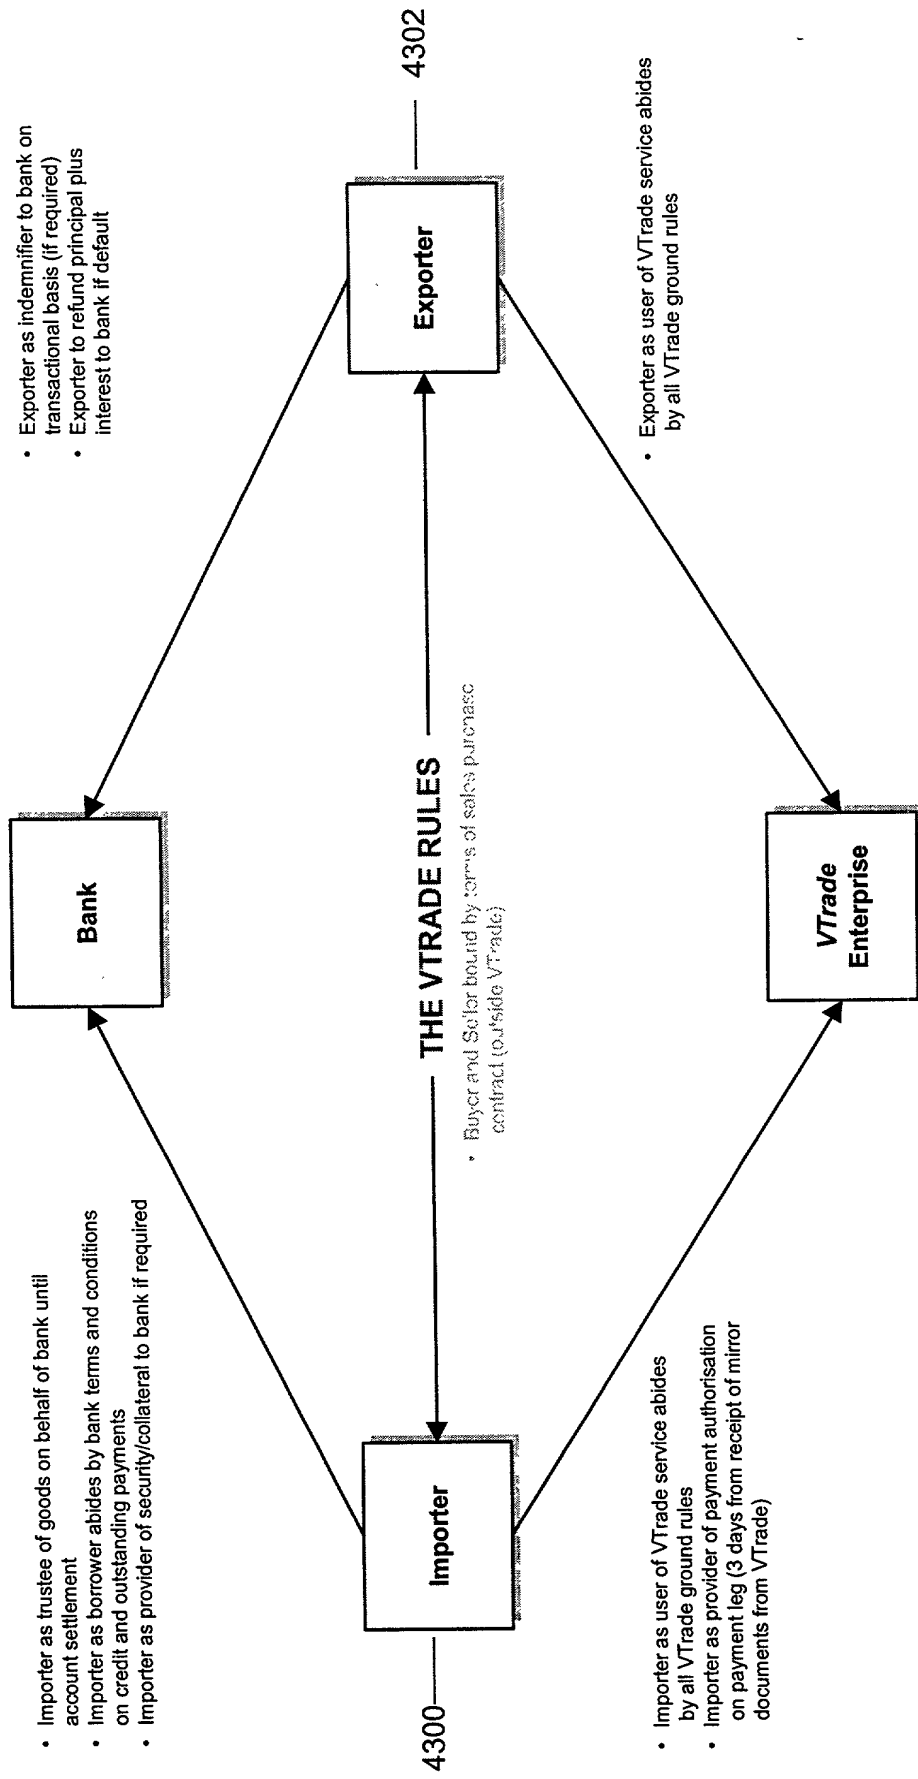 • Importer as trustee of goods on behalf of bank until
account settlement
• Importer as borrower abides by bank terms and conditions
on credit and outstanding payments
• Importer as provider of security/collateral to bank if required
Bank
• Exporter as indemnifier to bank on
transactional basis (if required)
• Exporter to refund principal plus
interest to bank if default
4300
Importer
THE VTRADE RULES
• Buyer and Seller bound by terms of sales purchase
contract (outside VTrade)
Exporter
4302
• Importer as user of VTrade service abides
by all VTrade ground rules
• Importer as provider of payment authorisation
on payment leg (3 days from receipt of mirror
documents from VTrade)
VTrade
Enterprise
• Exporter as user of VTrade service abides
by all VTrade ground rules